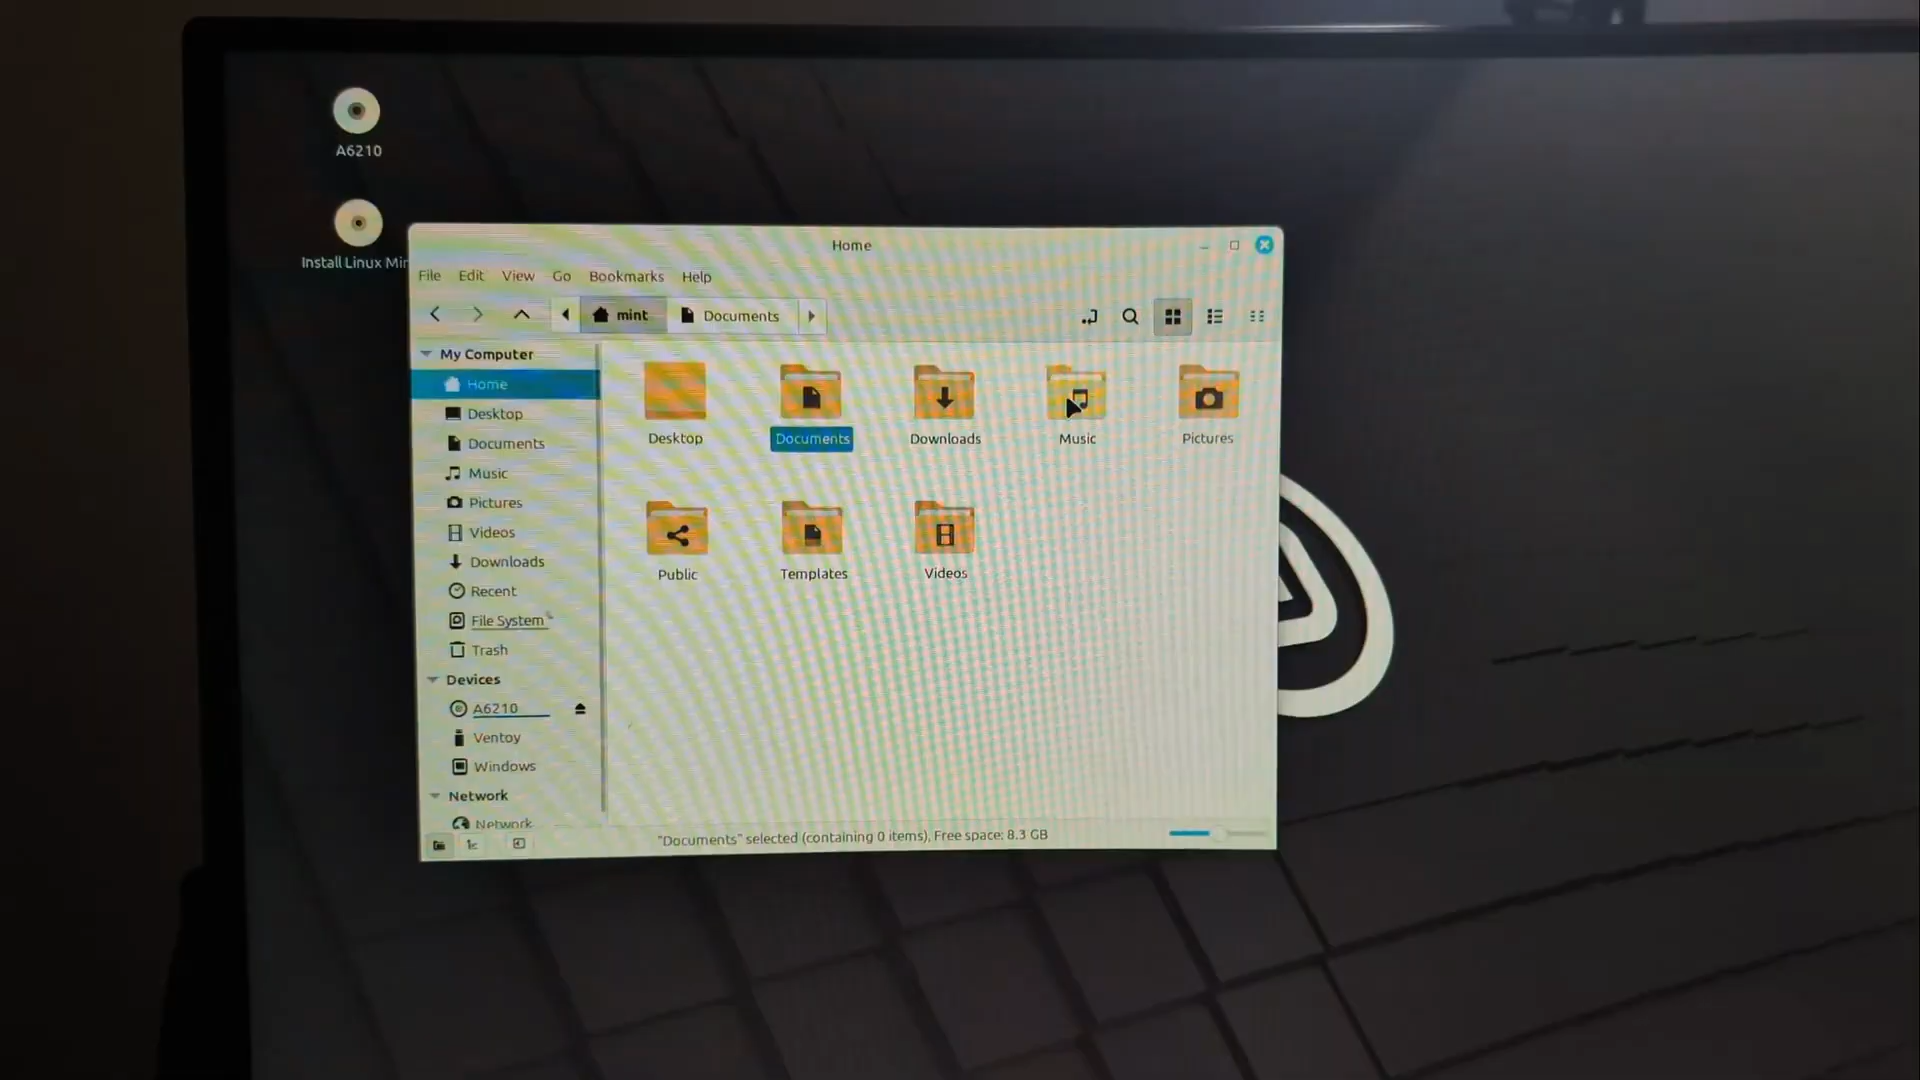 A6210
Install Linux
Home
File Edit View Go Bookmarks Help
mint Documents
My Computer
Home
Desktop
Documents
Music
Pictures
Videos
Downloads
Recent
File System
Trash
Devices
A6210
Ventoy
Windows
Network
Network
Desktop Documents Downloads Music Pictures
Public Templates Videos
"Documents" selected (containing 0 items), Free space: 8.3 GB